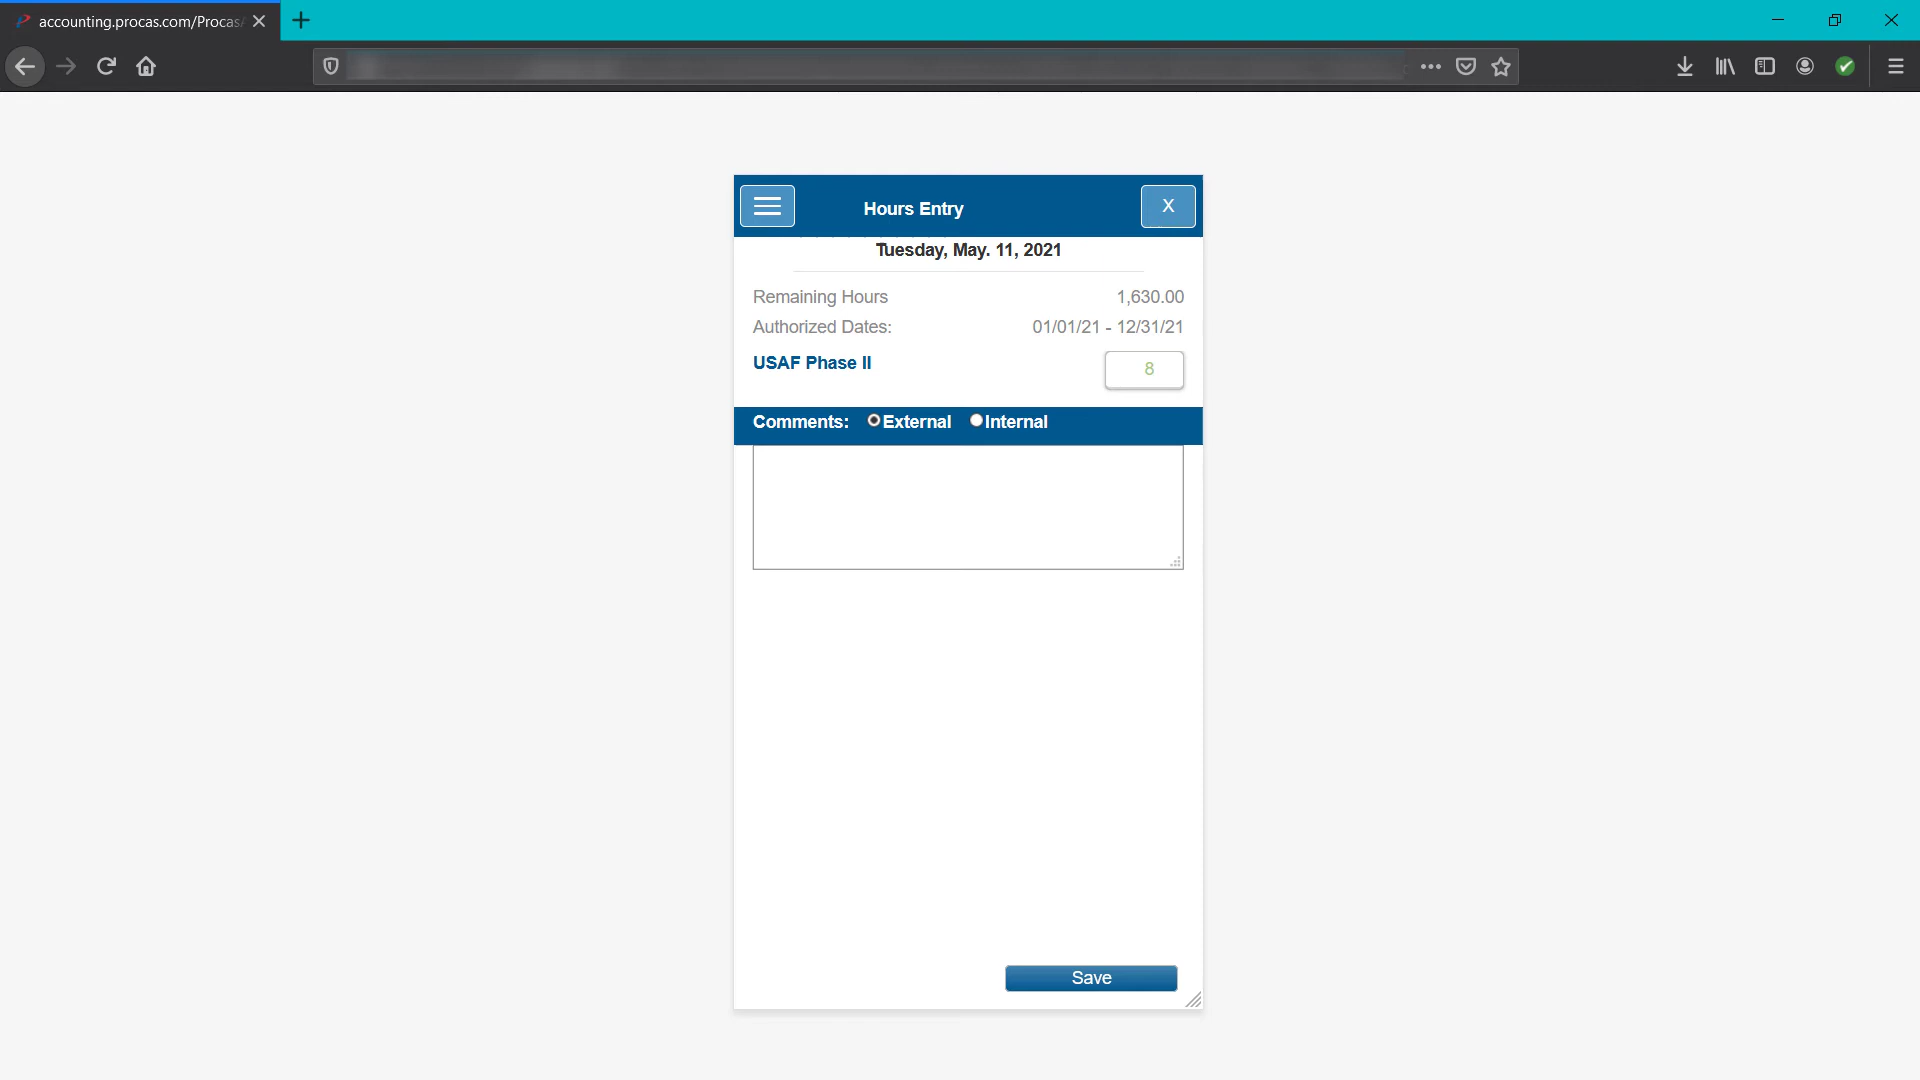 accounting.procas.com/Procas/
Hours Entry
X
Tuesday, May. 11, 2021
Remaining Hours 1,630.00
Authorized Dates: 01/01/21 - 12/31/21
USAF Phase II 8
Comments: External Internal
Save